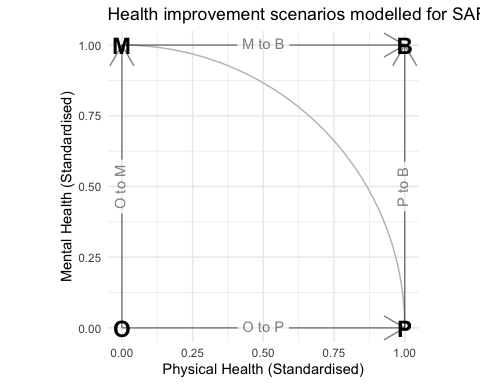 Health improvement scenarios modelled for SAF
1.00
0.75
0.50
0.25
0.00
Mental Health (Standardised)
M
M to B
B
O to M
P to B
O
O to P
P
0.00 0.25 0.50 0.75 1.00
Physical Health (Standardised)